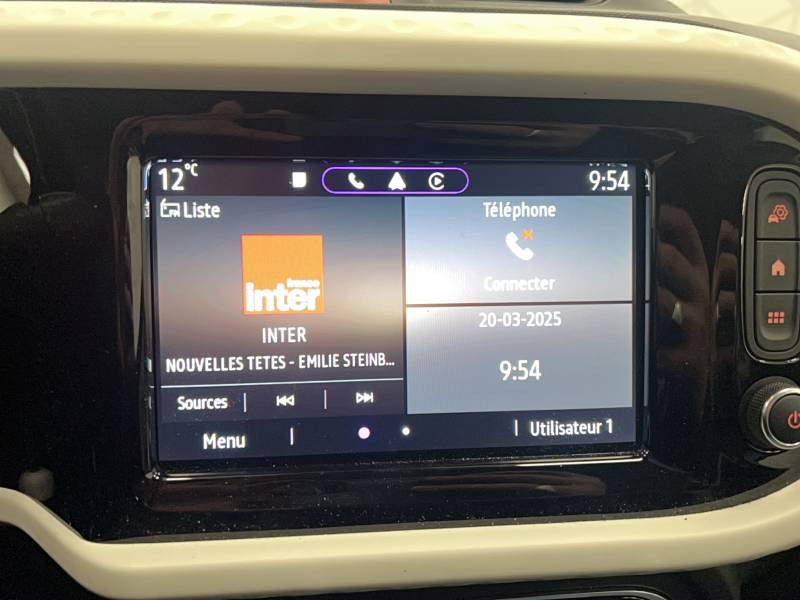 12°C
9:54
Liste
france
inter
INTER
NOUVELLES TETES - EMILIE STEINB...
Sources
Téléphone
Connecter
20-03-2025
9:54
Menu
Utilisateur 1